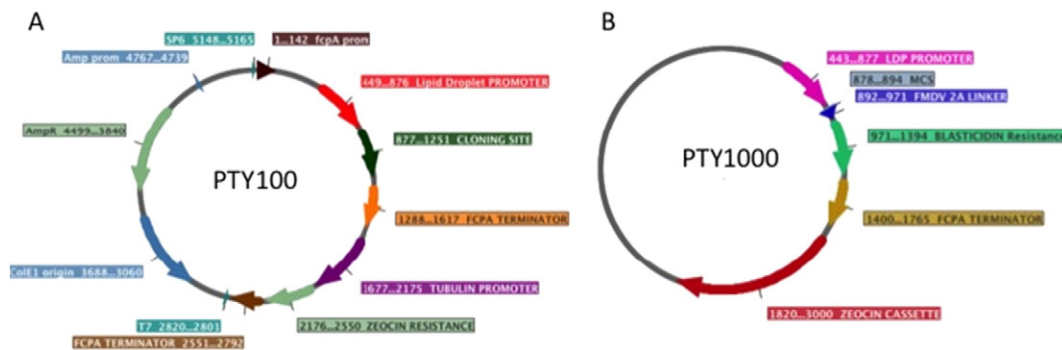 A
SP6 5148...5165
1...142 fcpA prom
Amp prom 4767...4739
449...876 Lipid Droplet PROMOTER
AmpR 4499...3840
877...1251 CLONING SITE
PTY100
1288...1617 FCPA TERMINATOR
ColE1 origin 3688...3060
1677...2175 TUBULIN PROMOTER
T7 2820...2801
2176...2550 ZEOCIN RESISTANCE
FCPA TERMINATOR 2551...2792
B
443...877 LDP PROMOTER
878...894 MCS
892...971 FMDV 2A LINKER
971...1394 BLASTICIDIN Resistance
PTY1000
1400...1765 FCPA TERMINATOR
1820...3000 ZEOCIN CASSETTE